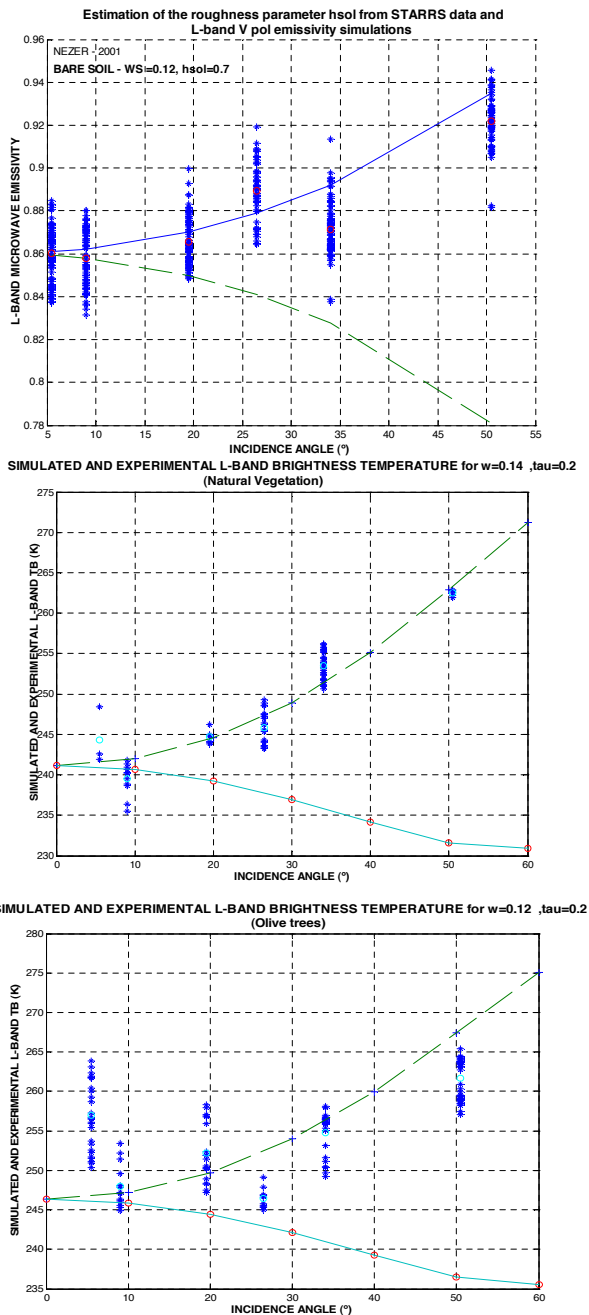 Estimation of the roughness parameter hsol from STARRS data and
L-band V pol emissivity simulations
0.96
0.94
0.92
0.9
0.88
0.86
0.84
0.82
0.8
0.78
L-BAND MICROWAVE EMISSIVITY
NEZER - 2001
BARE SOIL - WS =0.12, hsol=0.7
5 10 15 20 25 30 35 40 45 50 55
INCIDENCE ANGLE (º)
SIMULATED AND EXPERIMENTAL L-BAND BRIGHTNESS TEMPERATURE for w=0.14 ,tau=0.2
(Natural Vegetation)
275
270
265
260
255
250
245
240
235
230
SIMULATED AND EXPERIMENTAL L-BAND TB (K)
0 10 20 30 40 50 60
INCIDENCE ANGLE (º)
SIMULATED AND EXPERIMENTAL L-BAND BRIGHTNESS TEMPERATURE for w=0.12 ,tau=0.2
(Olive trees)
280
275
270
265
260
255
250
245
240
235
SIMULATED AND EXPERIMENTAL L-BAND TB (K)
0 10 20 30 40 50 60
INCIDENCE ANGLE (º)